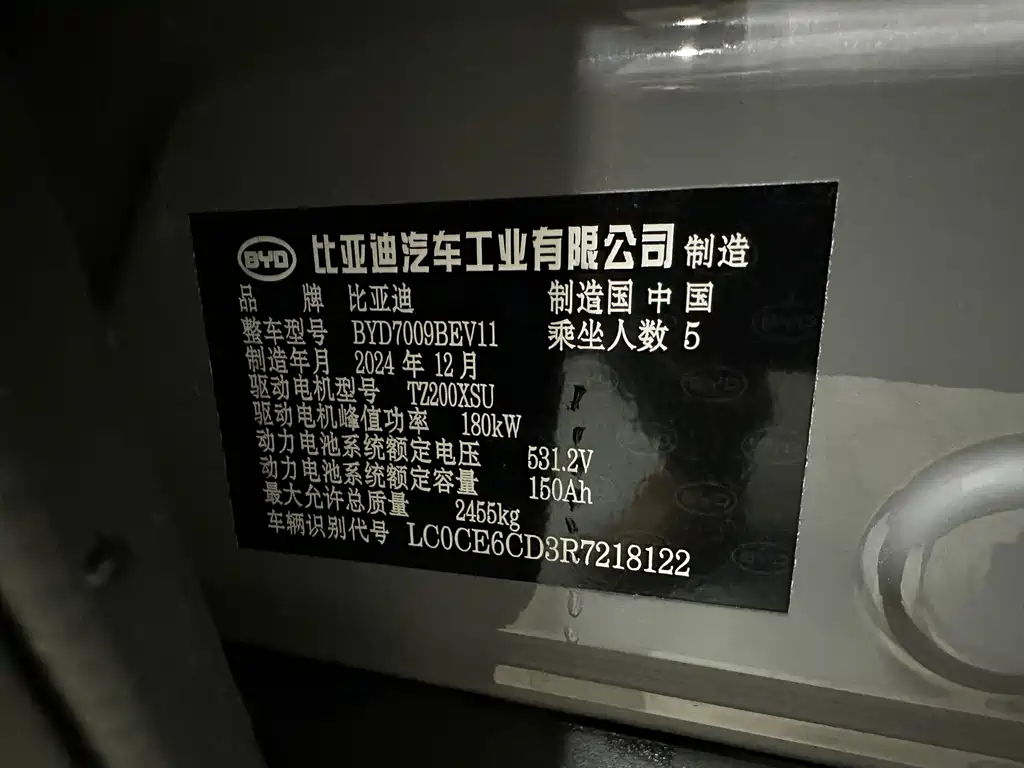 BYD 比亚迪汽车工业有限公司 制造
品 牌 比亚迪 制造国 中国
整车型号 BYD7009BEV11 乘坐人数 5
制造年月 2024 年 12 月
驱动电机型号 TZ200XSU
驱动电机峰值功率 180kW
动力电池系统额定电压 531.2V
动力电池系统额定容量 150Ah
最大允许总质量 2455kg
车辆识别代号 LC0CE6CD3R7218122